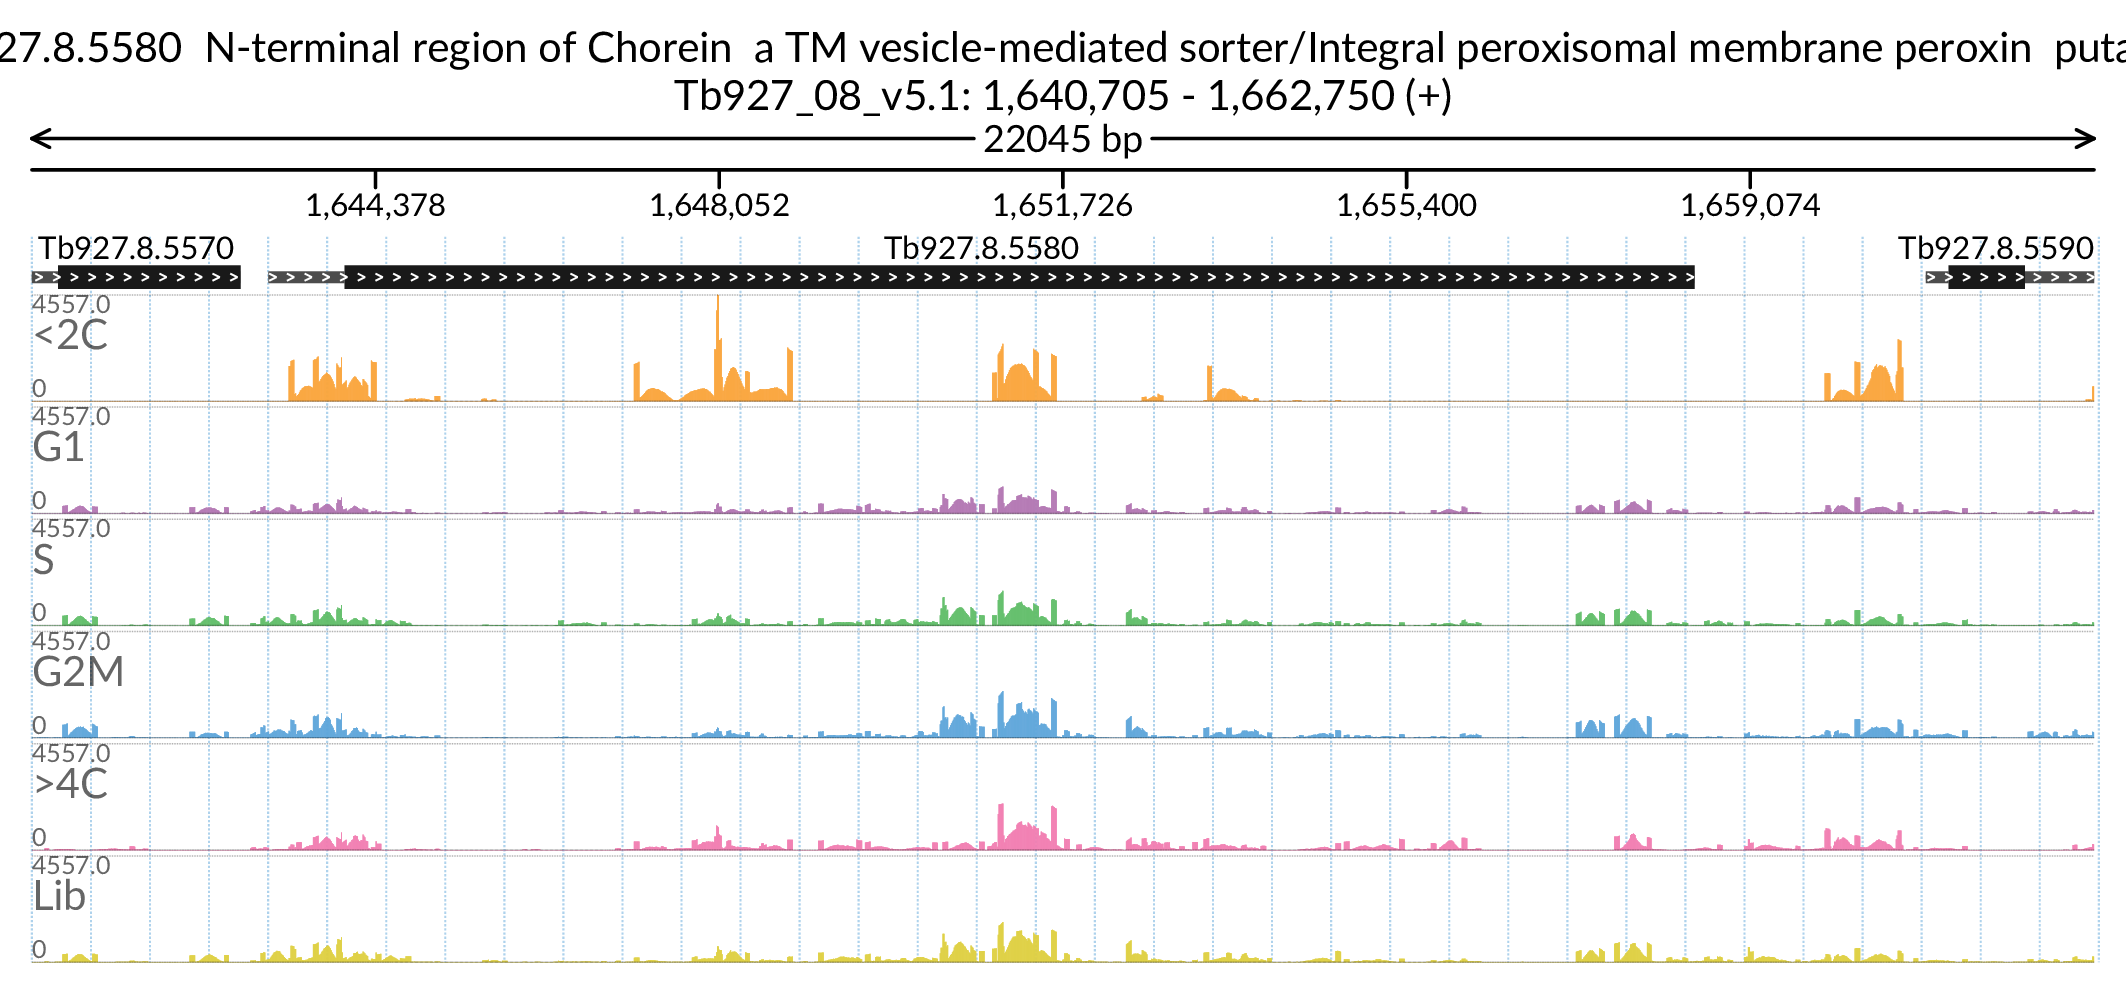 27.8.5580 N-terminal region of Chorein a TM vesicle-mediated sorter/Integral peroxisomal membrane peroxin puta
Tb927_08_v5.1: 1,640,705 - 1,662,750 (+)
22045 bp
1,644,378 1,648,052 1,651,726 1,655,400 1,659,074
Tb927.8.5570 Tb927.8.5580 Tb927.8.5590
4557.0
<2C
0
4557.0
G1
0
4557.0
S
0
4557.0
G2M
0
4557.0
>4C
0
4557.0
Lib
0